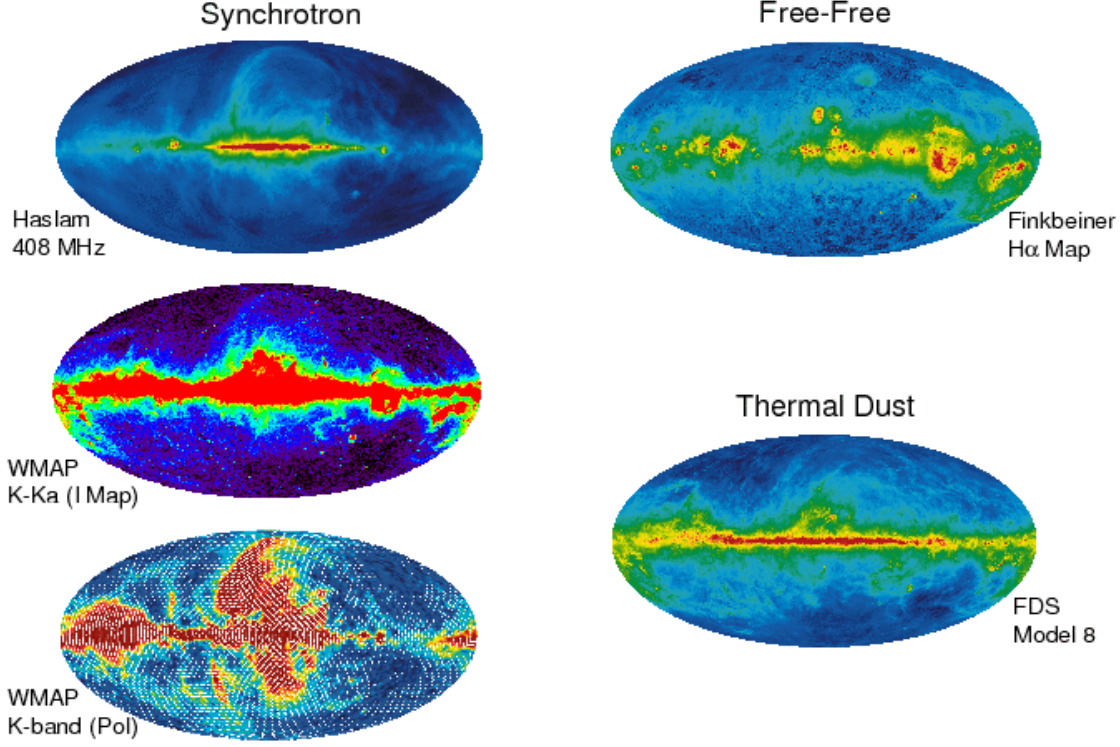 Synchrotron
Free-Free
Haslam
408 MHz
Finkbeiner
Hα Map
WMAP
K-Ka (I Map)
Thermal Dust
FDS
Model 8
WMAP
K-band (Pol)